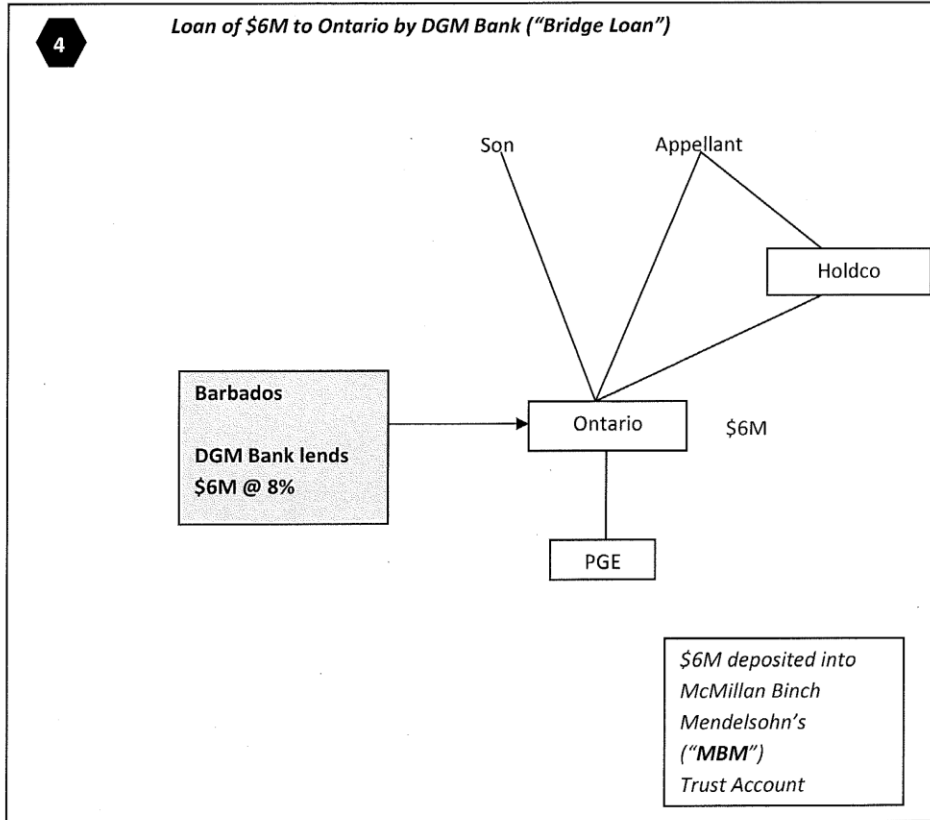 4
Loan of $6M to Ontario by DGM Bank ("Bridge Loan")
Son
Appellant
Holdco
Barbados
DGM Bank lends
$6M @ 8%
Ontario
$6M
PGE
$6M deposited into
McMillan Binch
Mendelsohn's
("MBM")
Trust Account